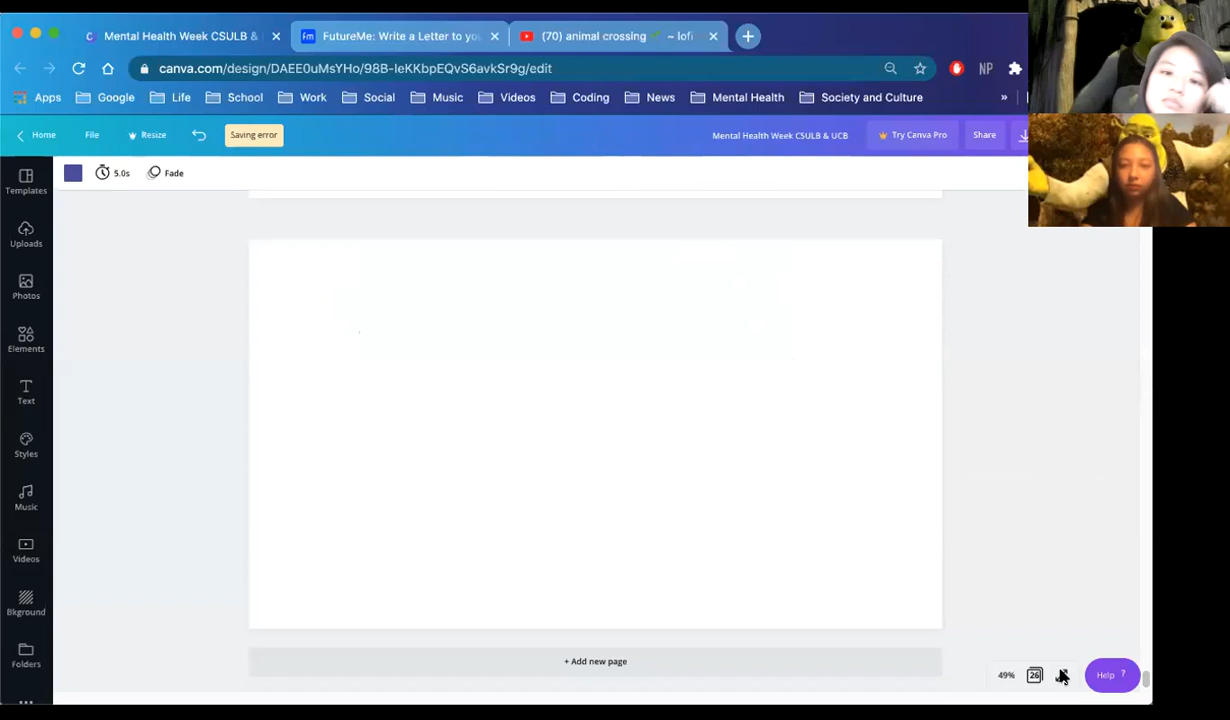 Mental Health Week CSULB &
FutureMe: Write a Letter to you
(70) animal crossing ~ lofi
canva.com/design/DAEE0uMsYHo/98B-IeKKbpEQvS6avkSr9g/edit
NP
Apps Google Life School Work Social Music Videos Coding News Mental Health Society and Culture »
Home File Resize Saving error Mental Health Week CSULB & UCB Try Canva Pro Share
5.0s Fade
Templates
Uploads
Photos
Elements
Text
Styles
Music
Videos
Bkground
Folders
+ Add new page
49% 26 Help ?